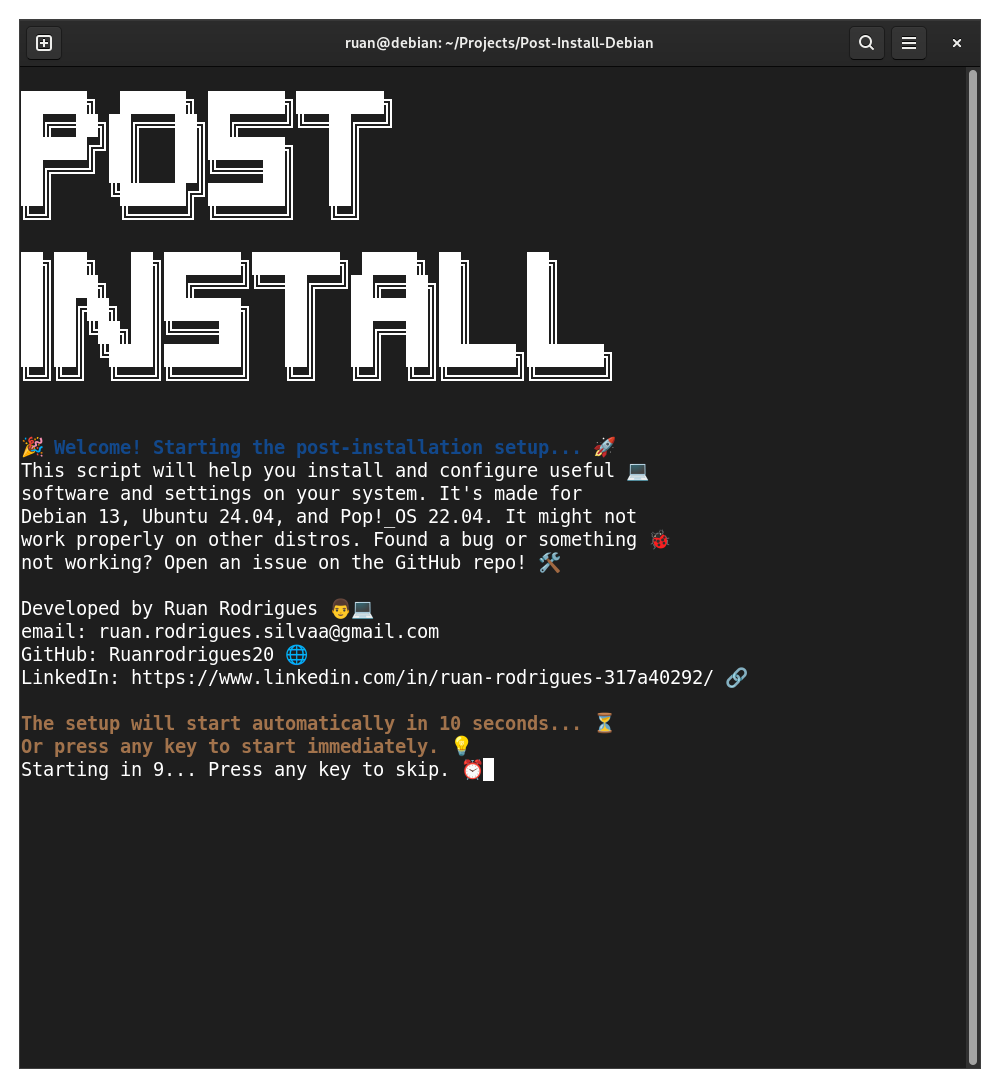 ruan@debian: ~/Projects/Post-Install-Debian
POST
INSTALL
🎉 Welcome! Starting the post-installation setup... 🚀
This script will help you install and configure useful 💻
software and settings on your system. It's made for
Debian 13, Ubuntu 24.04, and Pop!_OS 22.04. It might not
work properly on other distros. Found a bug or something 🐞
not working? Open an issue on the GitHub repo! 🛠️
Developed by Ruan Rodrigues 👨💻
email: ruan.rodrigues.silvaa@gmail.com
GitHub: Ruanrodrigues20 🌐
LinkedIn: https://www.linkedin.com/in/ruan-rodrigues-317a40292/ 🔗
The setup will start automatically in 10 seconds... ⏳
Or press any key to start immediately. 💡
Starting in 9... Press any key to skip. ⏰